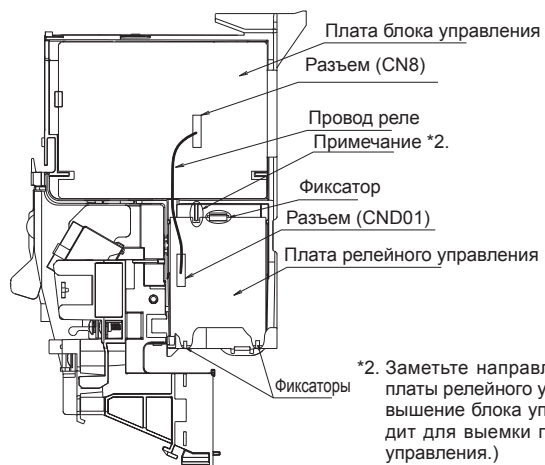 Плата блока управления
Разъем (CN8)
Провод реле
Примечание *2.
Фиксатор
Разъем (CND01)
Плата релейного управления
Фиксаторы
*2. Заметьте направл
платы релейного у
вышение блока уп
дит для выемки п
управления.)